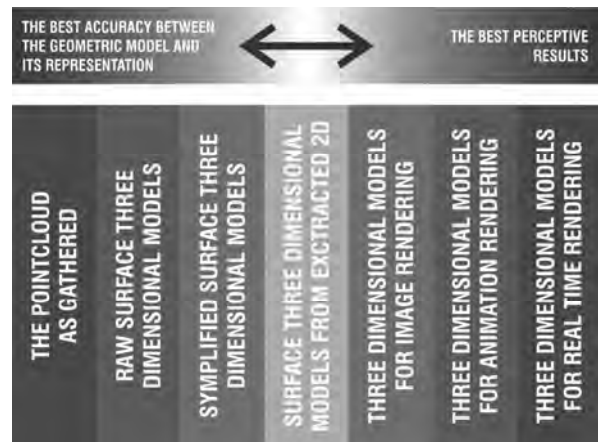 THE BEST ACCURACY BETWEEN
THE GEOMETRIC MODEL AND
ITS REPRESENTATION
THE BEST PERCEPTIVE
RESULTS
THE POINTCLOUD
AS GATHERED
RAW SURFACE THREE
DIMENSIONAL MODELS
SYMPLIFIED SURFACE THREE
DIMENSIONAL MODELS
SURFACE THREE DIMENSIONAL
MODELS FROM EXCTRACTED 2D
THREE DIMENSIONAL MODELS
FOR IMAGE RENDERING
THREE DIMENSIONAL MODELS
FOR ANIMATION RENDERING
THREE DIMENSIONAL MODELS
FOR REAL TIME RENDERING